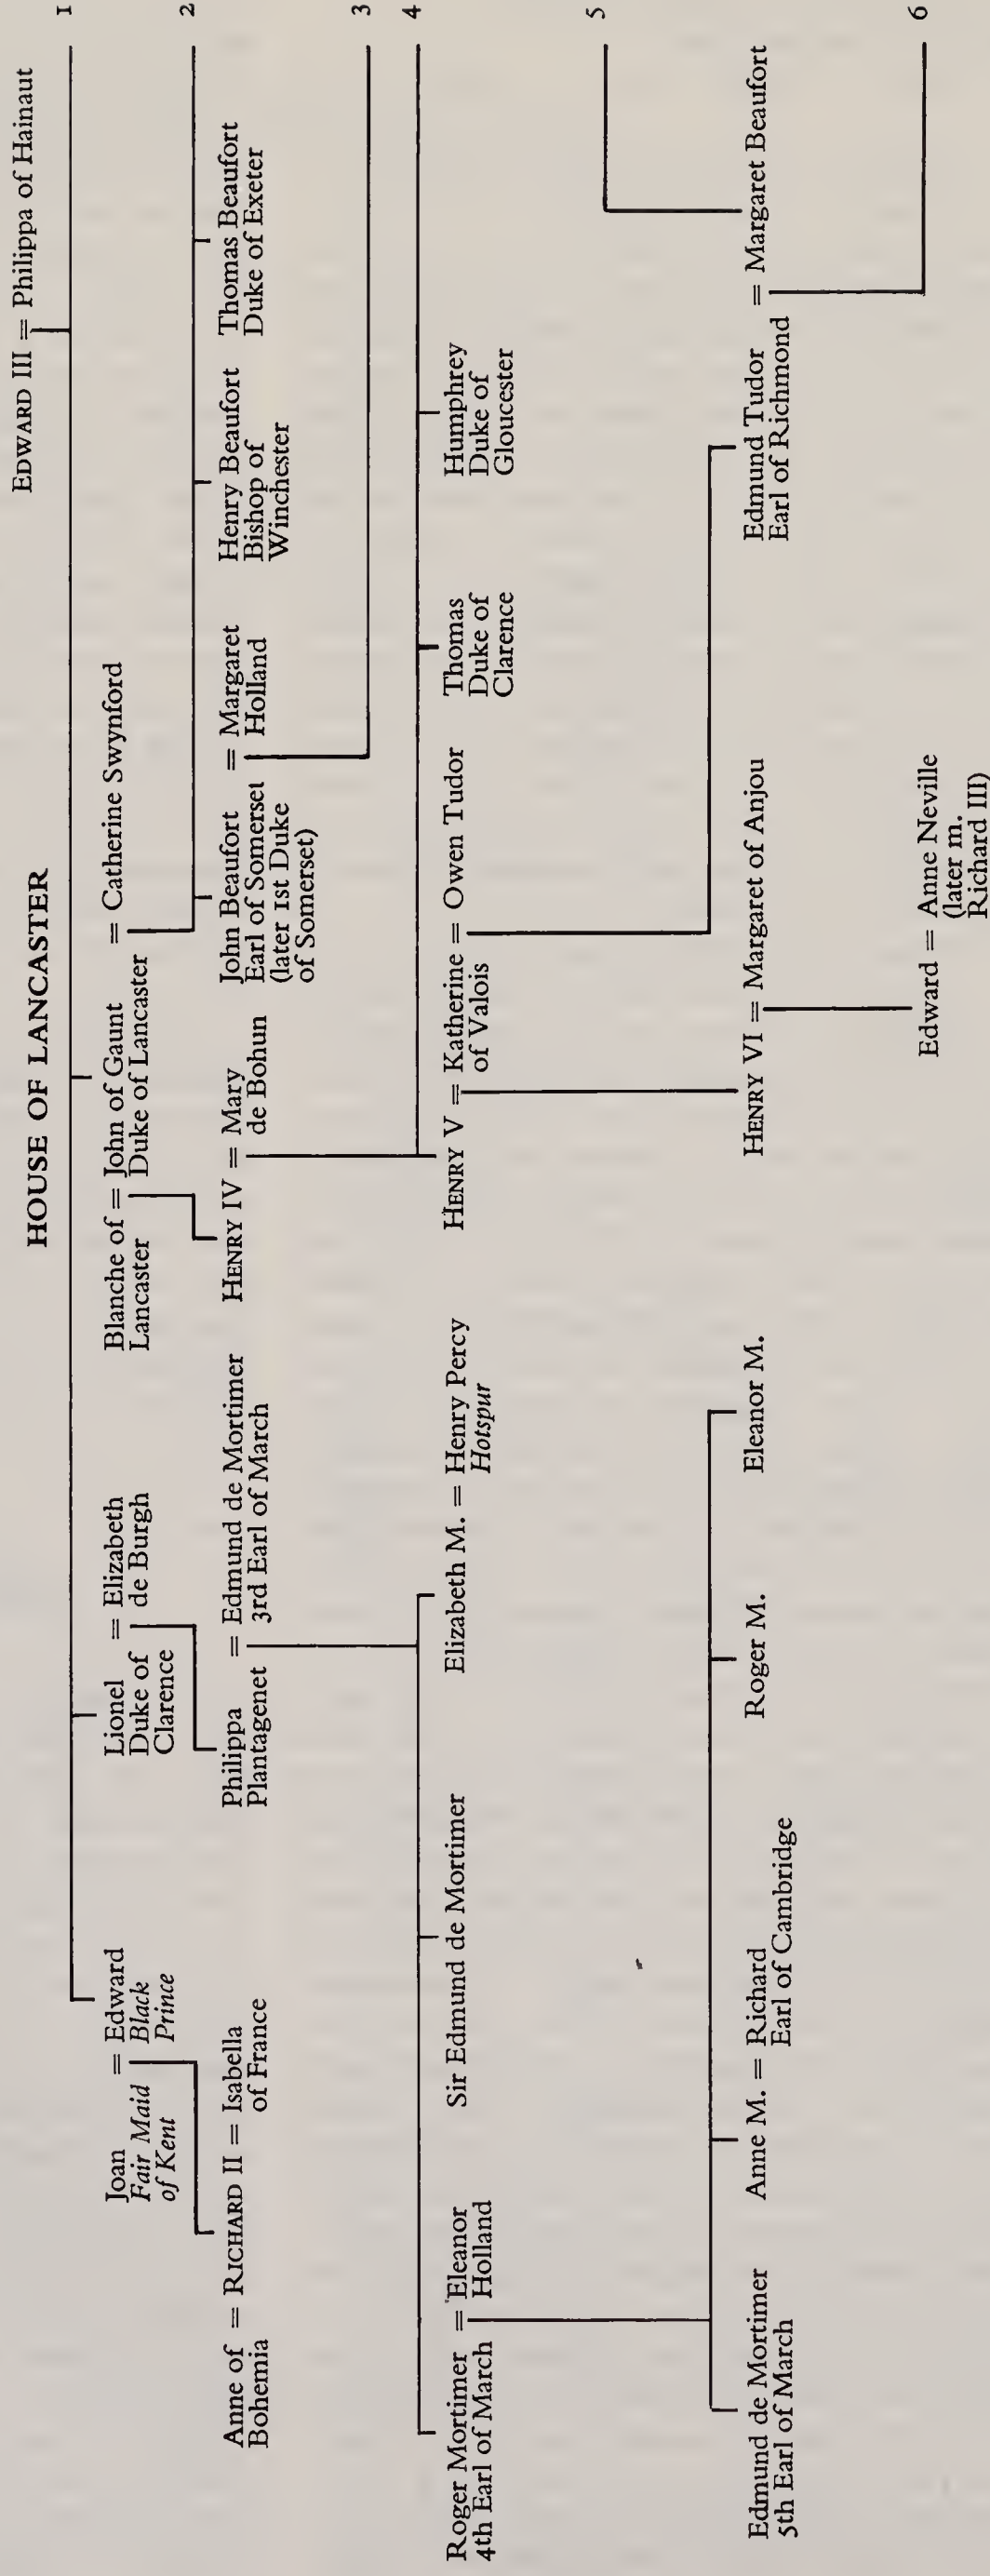 HOUSE OF LANCASTER
EDWARD III = Philippa of Hainaut
1
Joan = Edward
Fair Maid Black
of Kent Prince
Lionel = Elizabeth
Duke of de Burgh
Clarence
Blanche of = John of Gaunt = Catherine Swynford
Lancaster Duke of Lancaster
2
Anne of = RICHARD II = Isabella
Bohemia of France
Philippa = Edmund de Mortimer
Plantagenet 3rd Earl of March
HENRY IV = Mary
de Bohun
John Beaufort = Margaret
Earl of Somerset Holland
(later 1st Duke
of Somerset)
Henry Beaufort
Bishop of
Winchester
Thomas Beaufort
Duke of Exeter
3
4
Roger Mortimer = Eleanor
4th Earl of March Holland
Sir Edmund de Mortimer
Elizabeth M. = Henry Percy
Hotspur
HENRY V = Katherine = Owen Tudor
of Valois
Thomas
Duke of
Clarence
Humphrey
Duke of
Gloucester
5
Edmund de Mortimer
5th Earl of March
Anne M. = Richard
Earl of Cambridge
Roger M.
Eleanor M.
HENRY VI = Margaret of Anjou
Edmund Tudor = Margaret Beaufort
Earl of Richmond
6
Edward = Anne Neville
(later m.
Richard III)